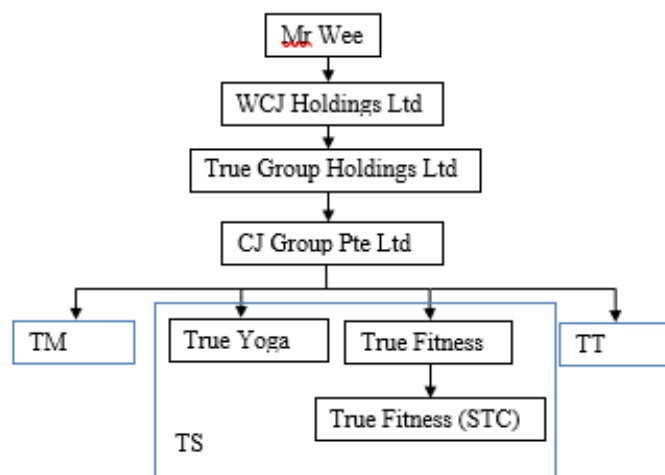 Mr Wee
WCJ Holdings Ltd
True Group Holdings Ltd
CJ Group Pte Ltd
TM
True Yoga
True Fitness
TT
True Fitness (STC)
TS